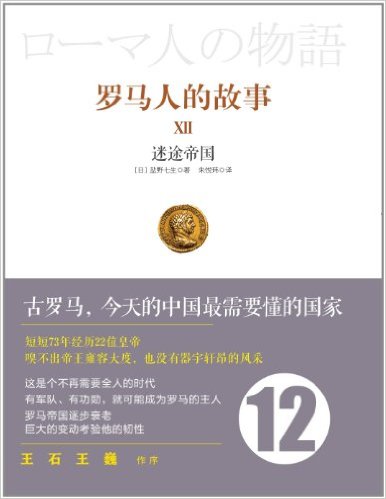 ローマ人の物語
罗马人的故事
XII
迷途帝国
［日］盐野七生◎著 朱悦玮◎译
古罗马，今天的中国最需要懂的国家
短短73年经历22位皇帝
嗅不出帝王雍容大度，也没有器宇轩昂的风采
这是个不再需要全人的时代
有军队、有功勋，就可能成为罗马的主人
罗马帝国逐步衰老
巨大的变动考验他的韧性
12
王石王巍 作序